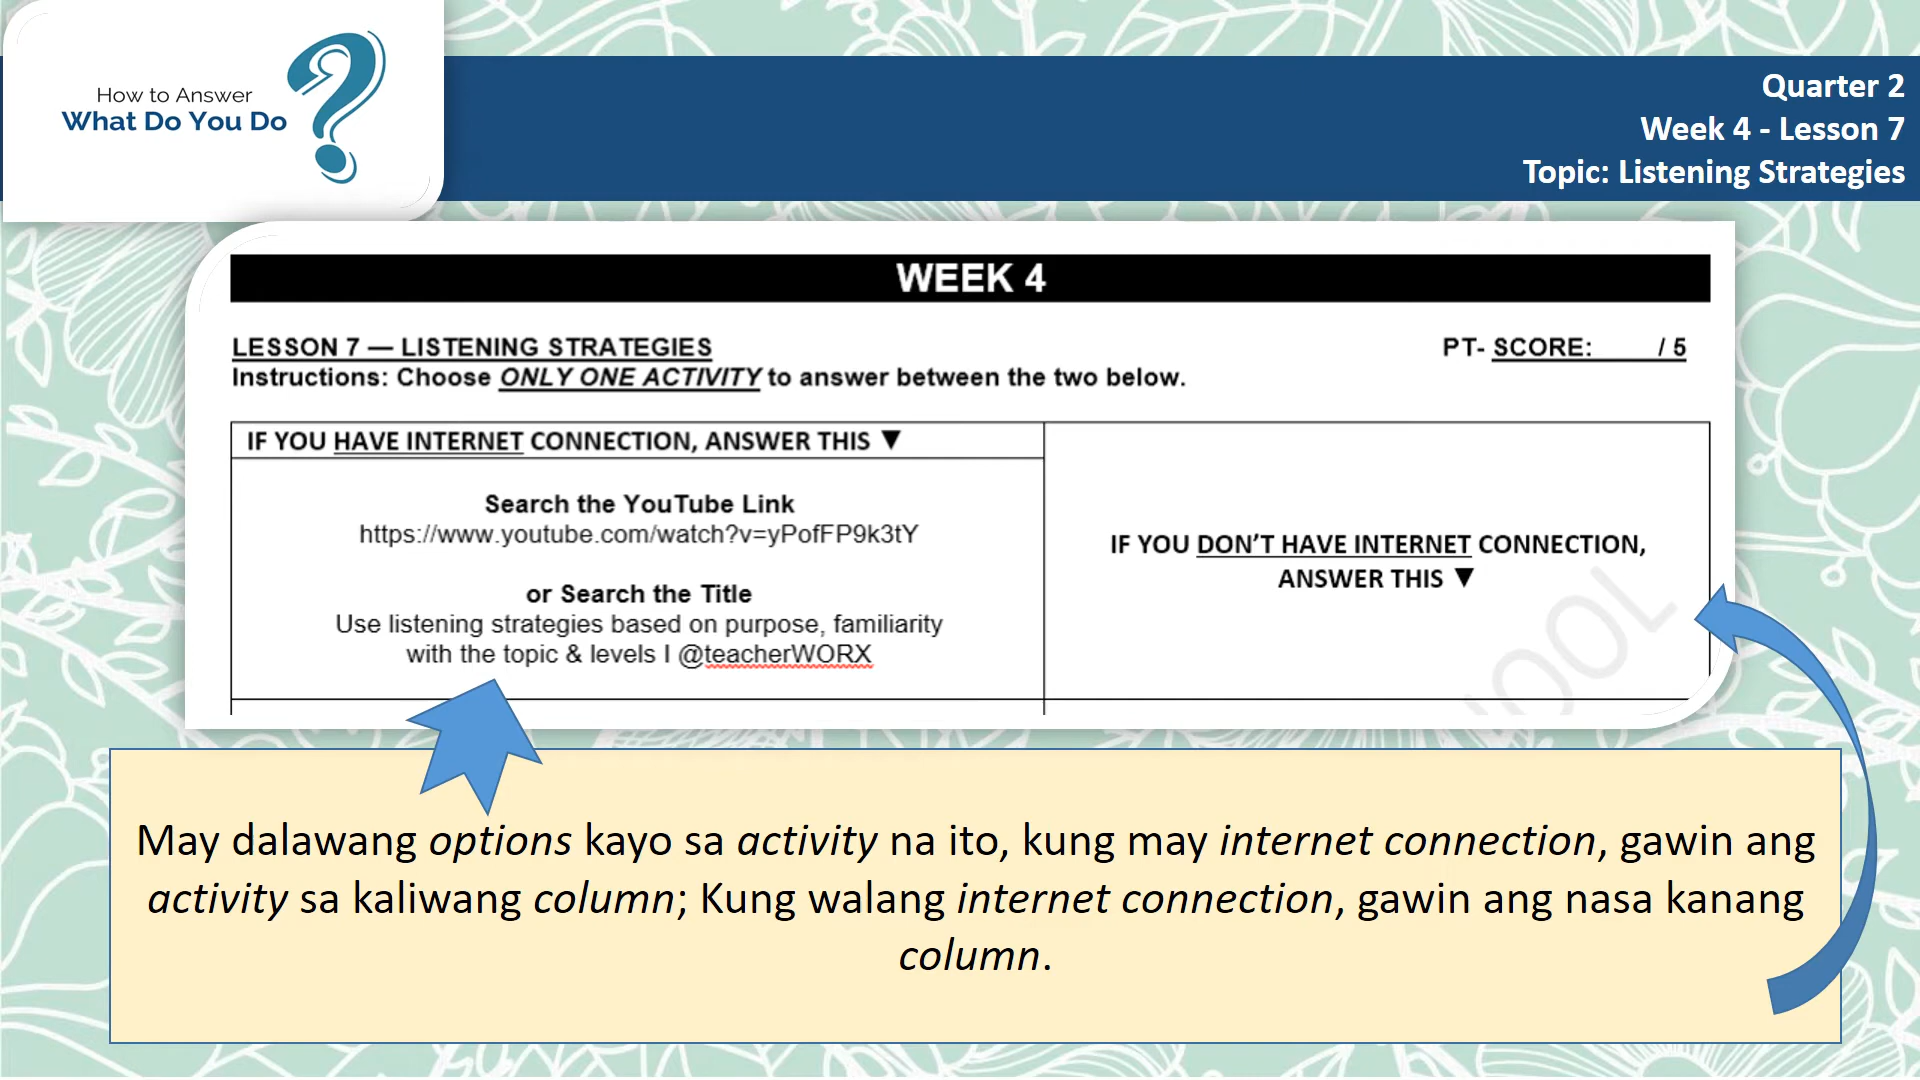 How to Answer
What Do You Do
?
Quarter 2
Week 4 - Lesson 7
Topic: Listening Strategies
WEEK 4
LESSON 7 — LISTENING STRATEGIES
PT- SCORE: / 5
Instructions: Choose ONLY ONE ACTIVITY to answer between the two below.
IF YOU HAVE INTERNET CONNECTION, ANSWER THIS ▼
Search the YouTube Link
https://www.youtube.com/watch?v=yPofFP9k3tY
or Search the Title
Use listening strategies based on purpose, familiarity
with the topic & levels I @teacherWORX
IF YOU DON'T HAVE INTERNET CONNECTION,
ANSWER THIS ▼
May dalawang options kayo sa activity na ito, kung may internet connection, gawin ang
activity sa kaliwang column; Kung walang internet connection, gawin ang nasa kanang
column.